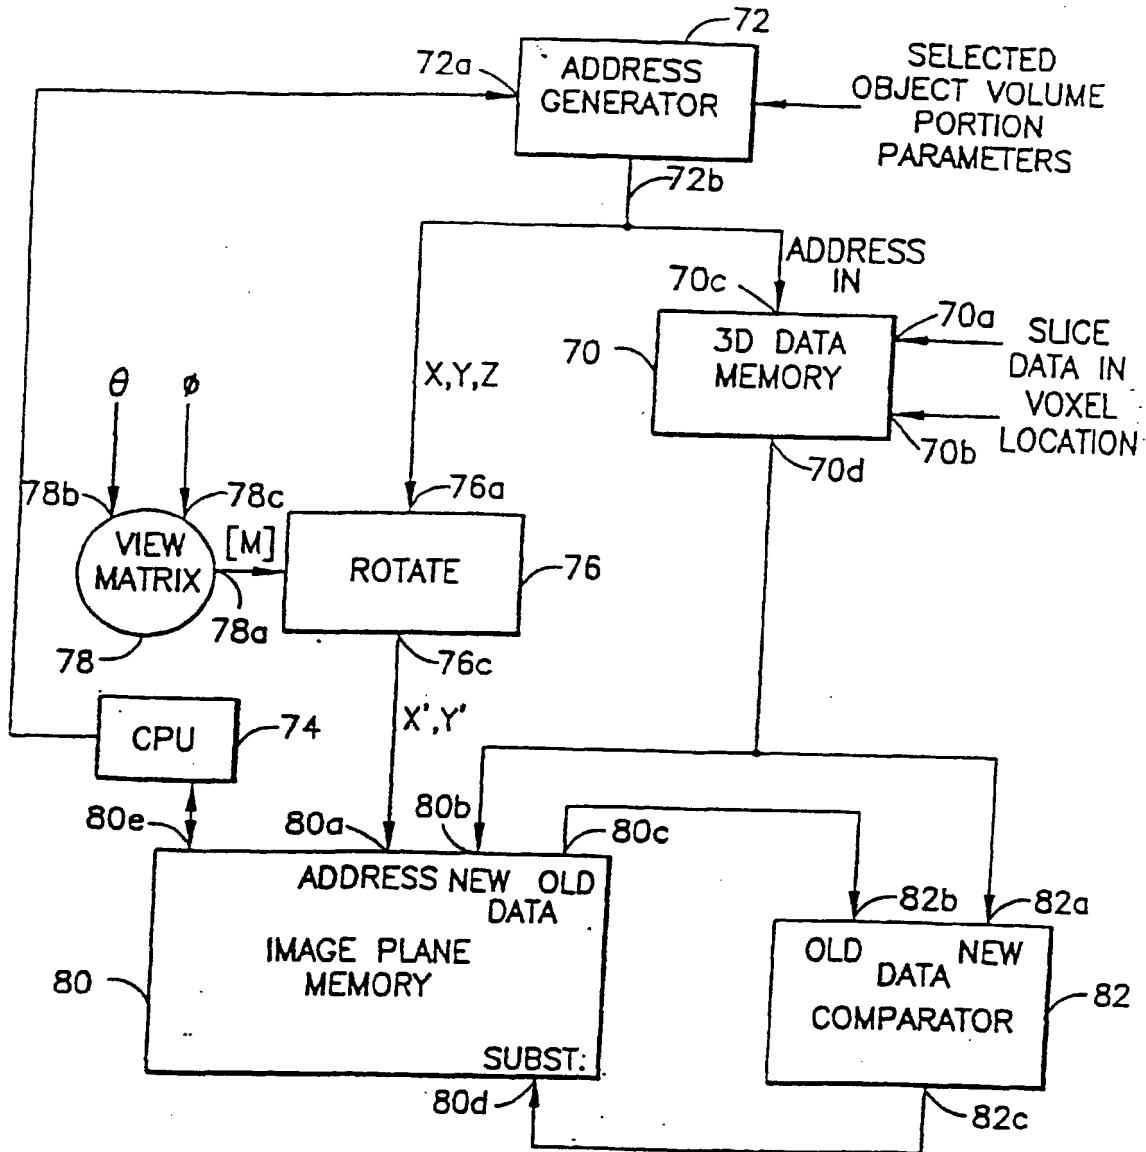 72
72a
ADDRESS
GENERATOR
SELECTED
OBJECT VOLUME
PORTION
PARAMETERS
72b
ADDRESS
IN
70c
70a
70
3D DATA
MEMORY
SLICE
DATA IN
VOXEL
LOCATION
X,Y,Z
70b
70d
θ
ø
78b
78c
76a
VIEW
MATRIX
[M]
ROTATE
76
78a
78
76c
CPU
74
X',Y'
80e
80a
80b
80c
ADDRESS NEW OLD
DATA
82b
82a
IMAGE PLANE
MEMORY
80
OLD NEW
DATA
COMPARATOR
82
SUBST:
80d
82c